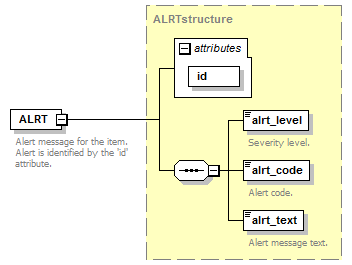 ALRTstructure
attributes
id
ALRT
Alert message for the item.
Alert is identified by the 'id'
attribute.
alrt_level
Severity level.
alrt_code
Alert code.
alrt_text
Alert message text.